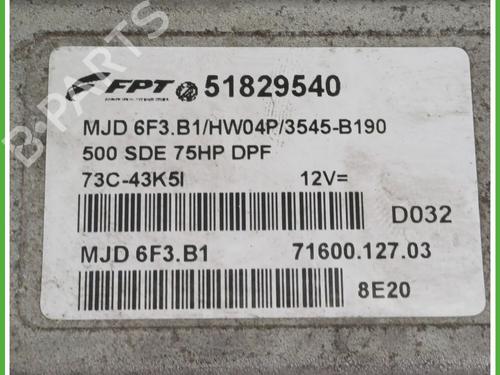 FPT 51829540
MJD 6F3.B1/HW04P/3545-B190
500 SDE 75HP DPF
73C-43K5I 12V=
D032
MJD 6F3.B1 71600.127.03
8E20
B-PARTS